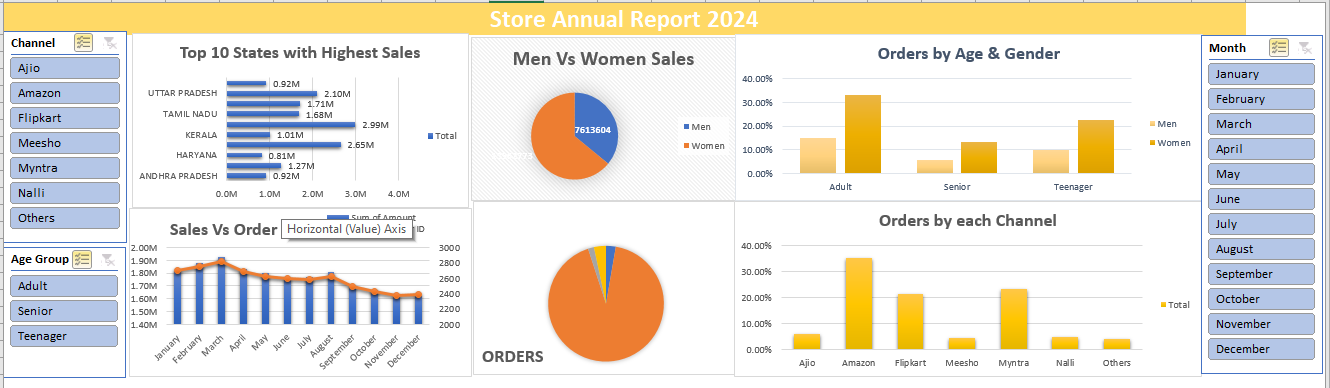 Store Annual Report 2024
Channel
Ajio
Amazon
Flipkart
Meesho
Myntra
Nalli
Others
Age Group
Adult
Senior
Teenager
Top 10 States with Highest Sales
0.92M
UTTAR PRADESH
2.10M
1.71M
TAMIL NADU
1.68M
2.99M
KERALA
1.01M
2.65M
HARYANA
0.81M
1.27M
ANDHRA PRADESH
0.92M
0.0M 1.0M 2.0M 3.0M 4.0M
Total
Men Vs Women Sales
7613604
Men
Women
Orders by Age & Gender
40.00%
30.00%
20.00%
10.00%
0.00%
Adult Senior Teenager
Men
Women
Sales Vs Order
Sum of Amount
ID
Horizontal (Value) Axis
2.00M
1.90M
1.80M
1.70M
1.60M
1.50M
1.40M
3000
2800
2600
2400
2200
2000
January February March April May June July August September October November December
ORDERS
Orders by each Channel
40.00%
30.00%
20.00%
10.00%
0.00%
Ajio Amazon Flipkart Meesho Myntra Nalli Others
Total
Month
January
February
March
April
May
June
July
August
September
October
November
December